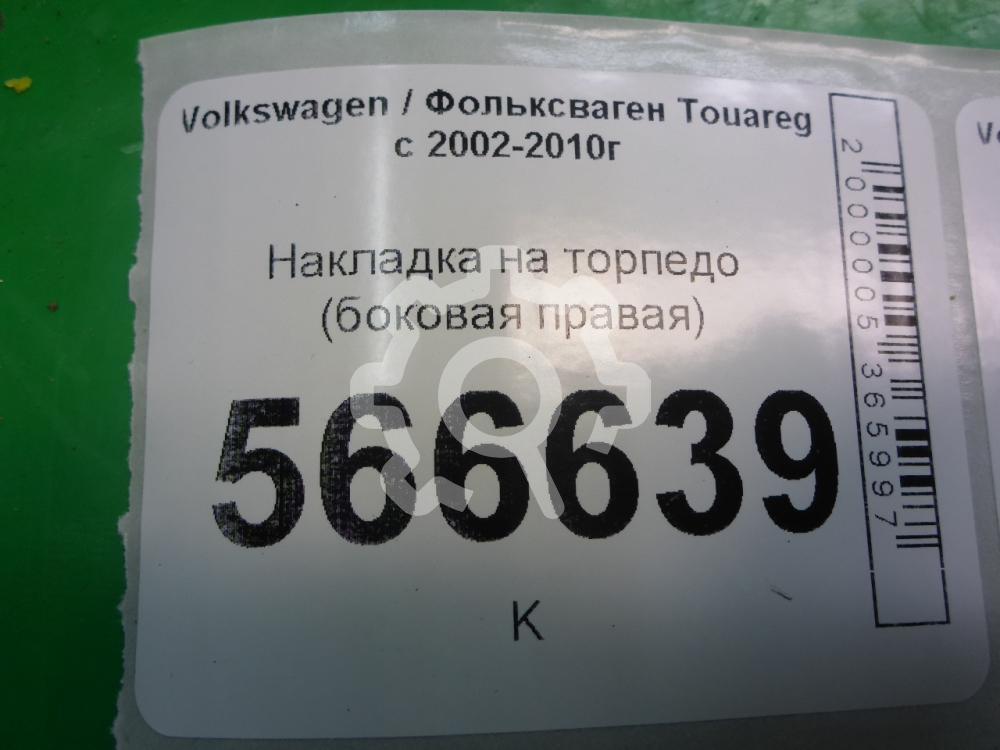 Volkswagen / Фольксваген Touareg
с 2002-2010г
Накладка на торпедо
(боковая правая)
566639
К
2000005365997